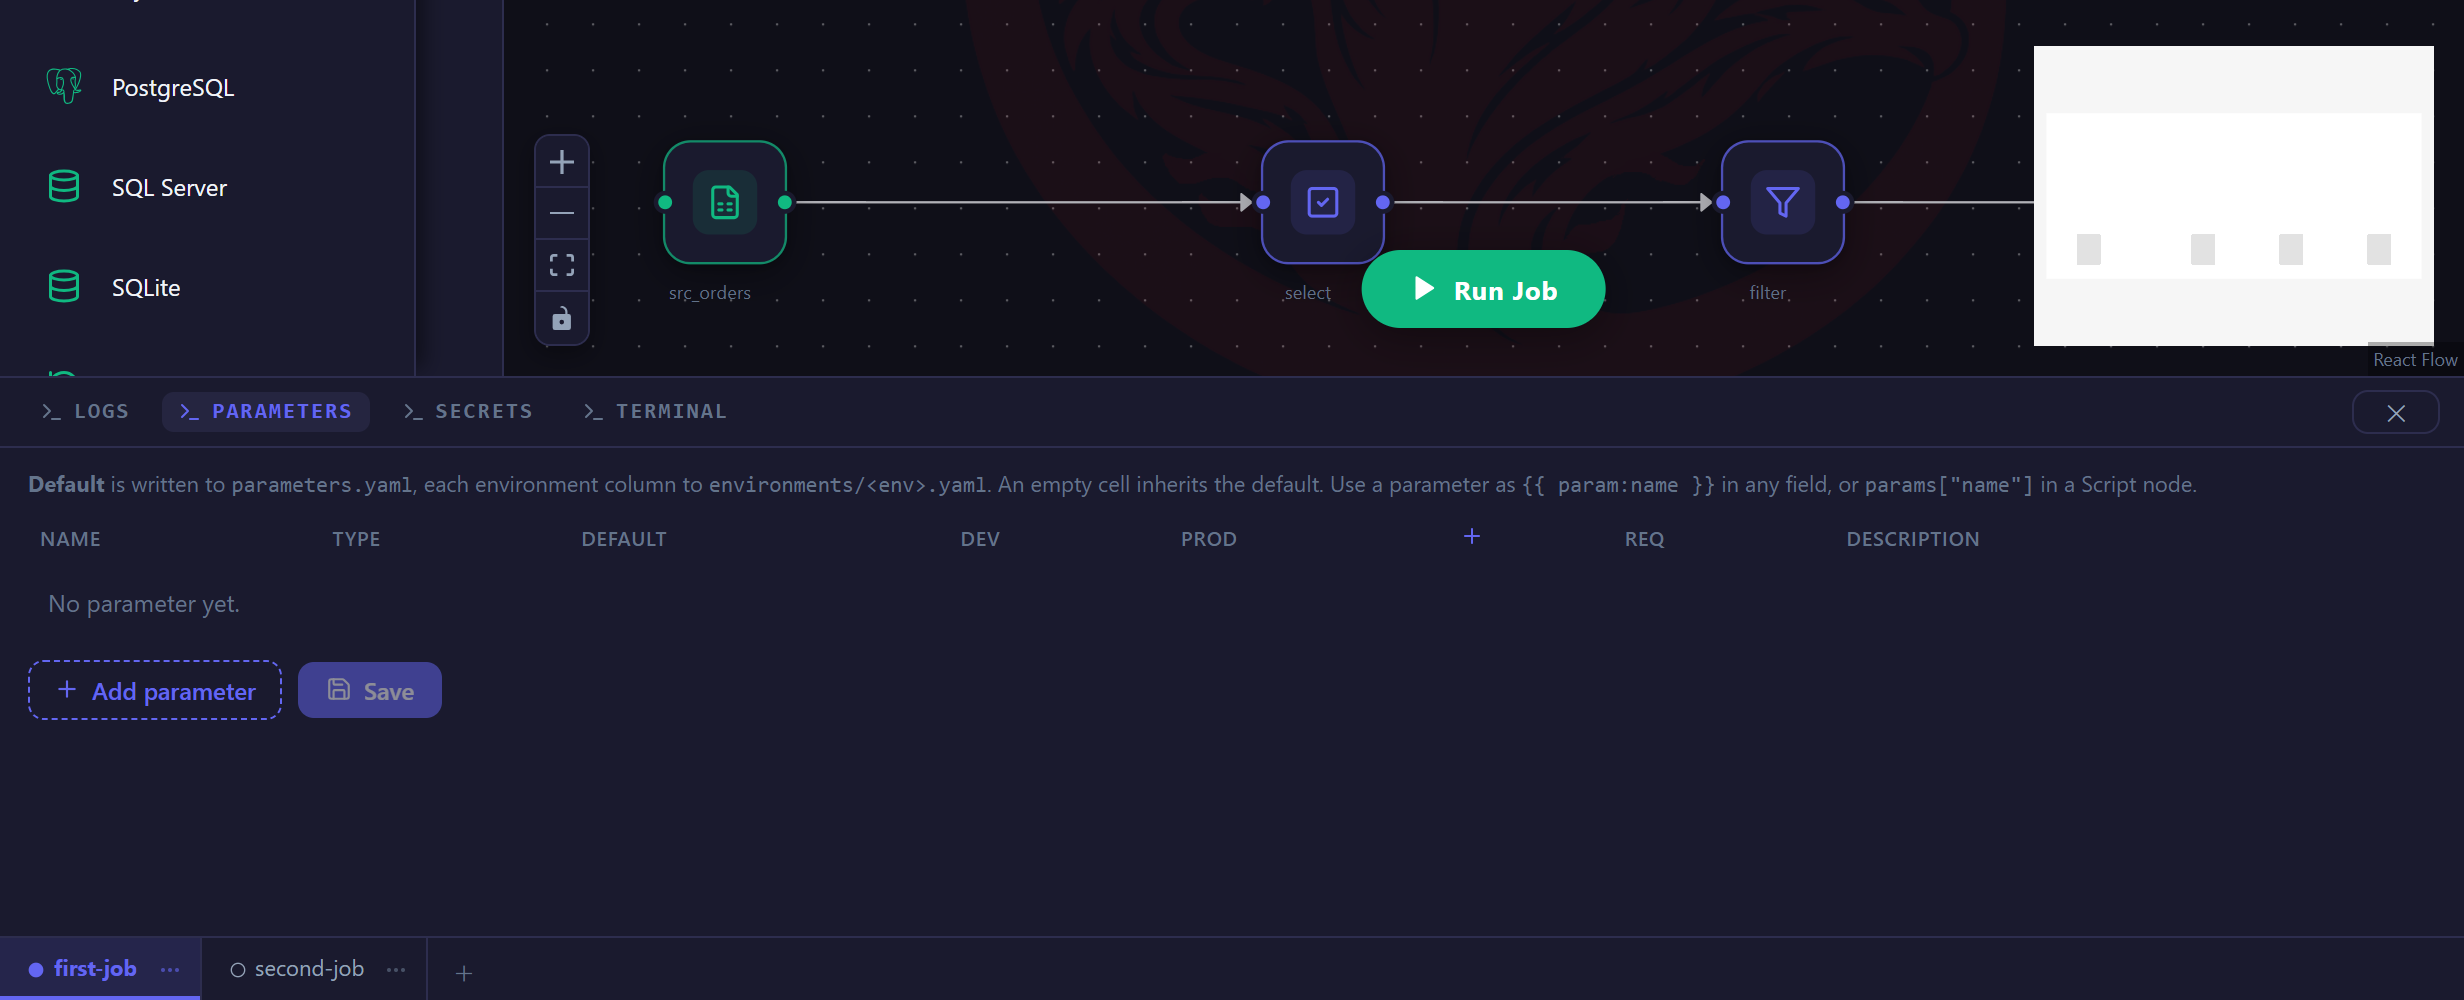 PostgreSQL
SQL Server
SQLite
src_orders
select
filter
Run Job
React Flow
LOGS
PARAMETERS
SECRETS
TERMINAL
Default is written to parameters.yaml, each environment column to environments/<env>.yaml. An empty cell inherits the default. Use a parameter as {{ param:name }} in any field, or params["name"] in a Script node.
NAME TYPE DEFAULT DEV PROD + REQ DESCRIPTION
No parameter yet.
+ Add parameter
Save
first-job ...
second-job ...
+